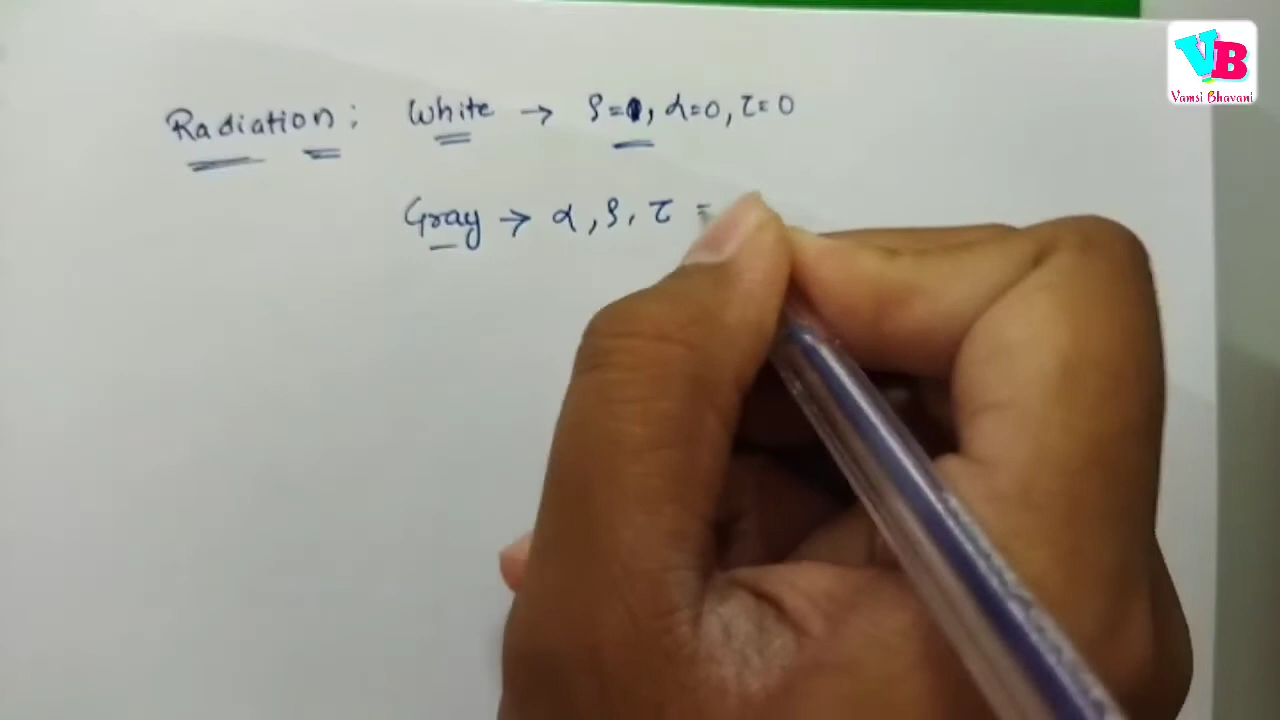 VB
Vamsi Bhavani
Radiation: White → ρ=1, α=0, τ=0
Gray → α, ρ, τ =